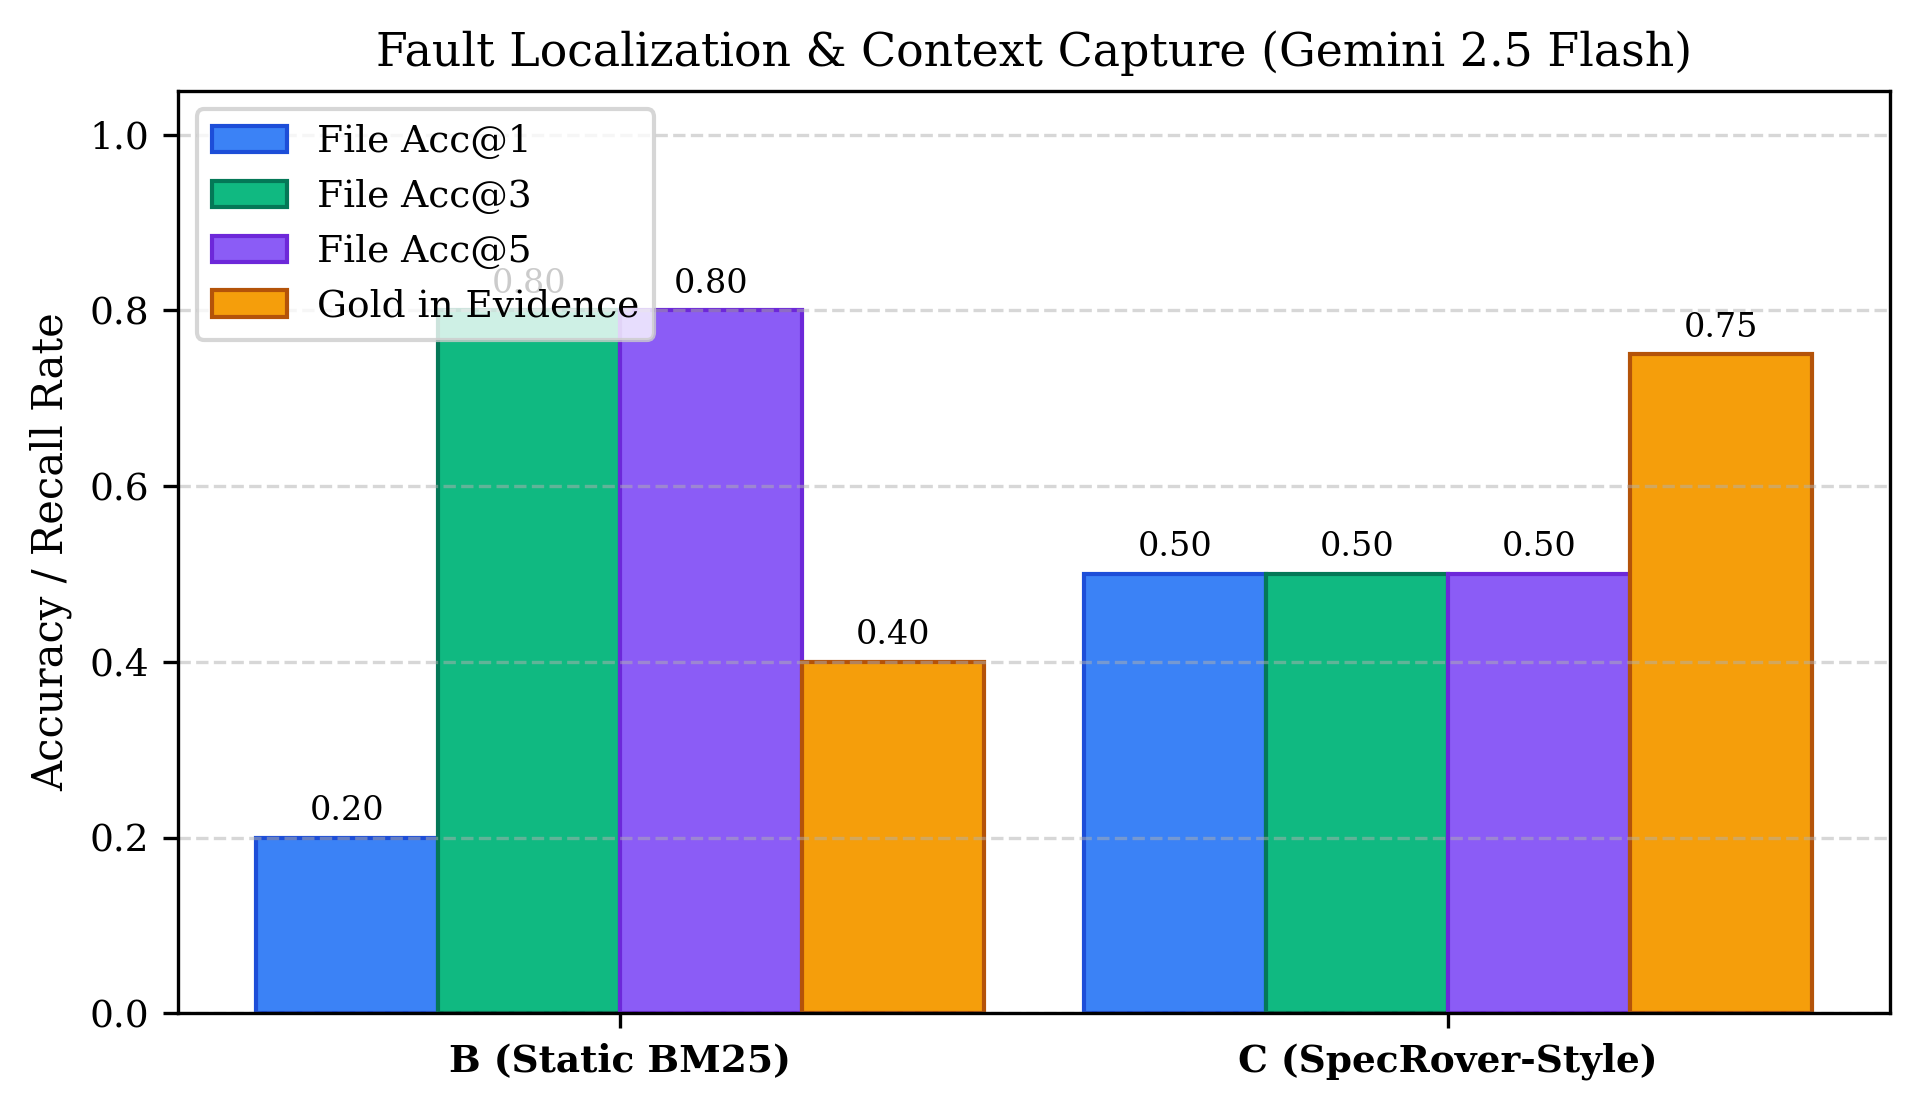 Fault Localization & Context Capture (Gemini 2.5 Flash)
Accuracy / Recall Rate
1.0
0.8
0.6
0.4
0.2
0.0
File Acc@1
File Acc@3
File Acc@5
Gold in Evidence
0.20
0.80
0.80
0.40
0.50
0.50
0.50
0.75
B (Static BM25)
C (SpecRover-Style)